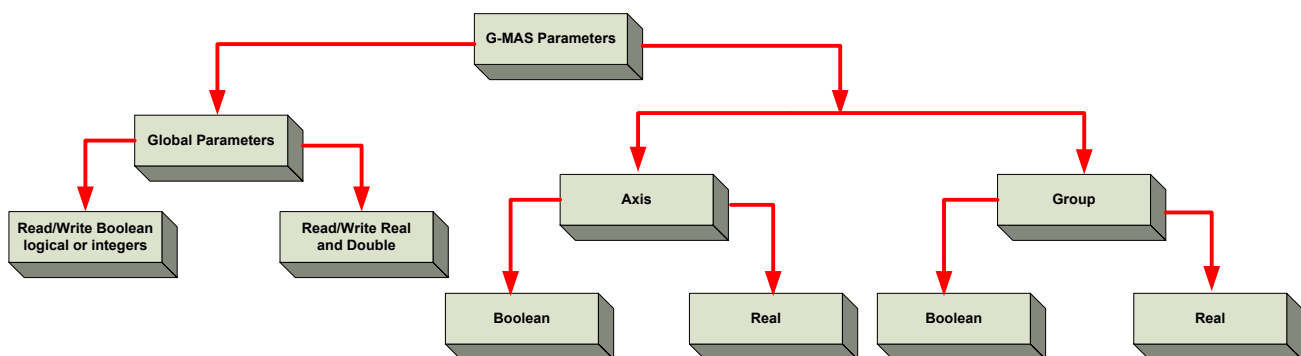 G-MAS Parameters
Global Parameters
Axis
Group
Read/Write Boolean
logical or integers
Read/Write Real
and Double
Boolean
Real
Boolean
Real